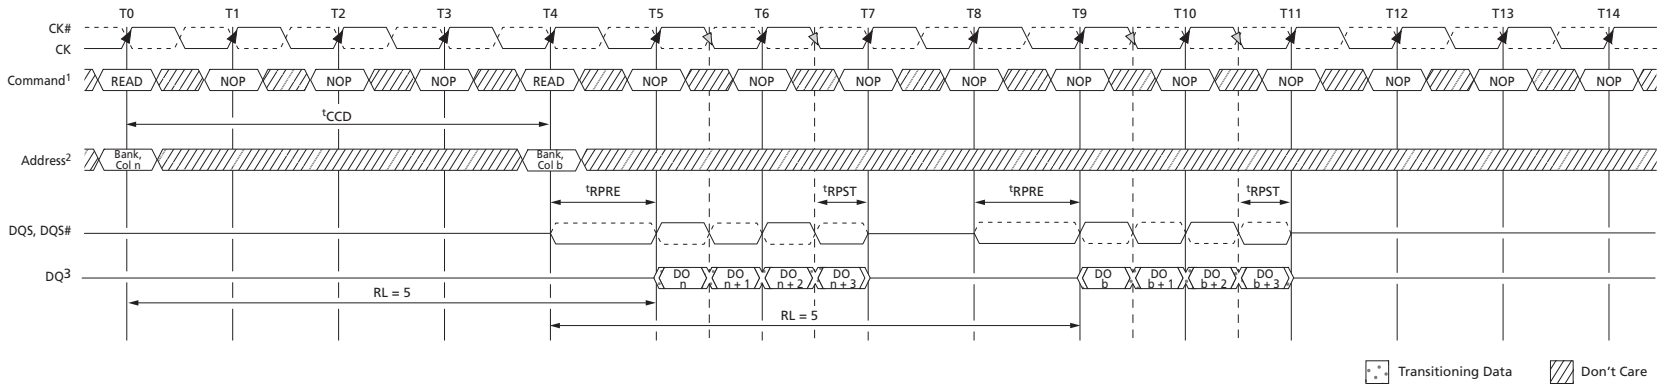 T0 T1 T2 T3 T4 T5 T6 T7 T8 T9 T10 T11 T12 T13 T14
CK#
CK
Command1 READ NOP NOP NOP READ NOP NOP NOP NOP NOP NOP NOP NOP NOP NOP
tCCD
Address2 Bank, Col n Bank, Col b
tRPRE tRPST tRPRE tRPST
DQS, DQS#
DQ3 DO n DO n + 1 DO n + 2 DO n + 3 DO b DO b + 1 DO b + 2 DO b + 3
RL = 5
RL = 5
Transitioning Data Don't Care